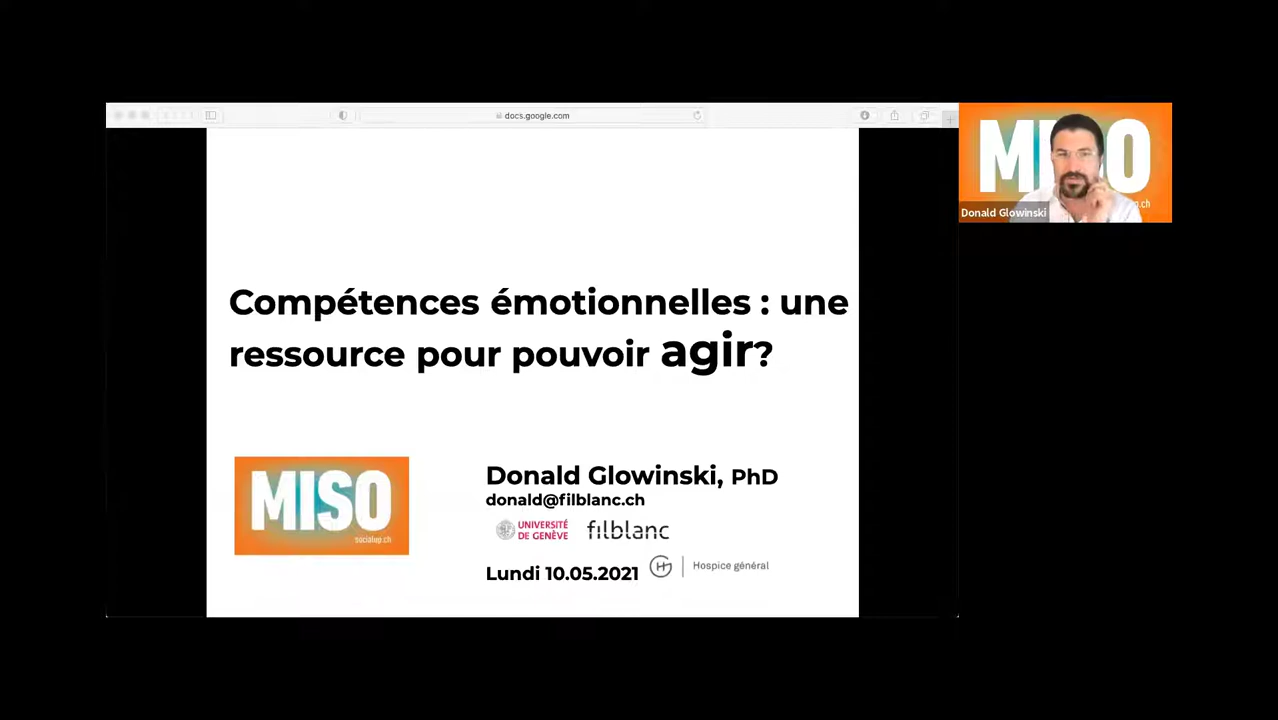 docs.google.com
MISO
Donald Glowinski
Compétences émotionnelles : une
ressource pour pouvoir agir?
MISO
socialup.ch
Donald Glowinski, PhD
donald@filblanc.ch
UNIVERSITÉ
DE GENÈVE
filblanc
Lundi 10.05.2021
Hospice général